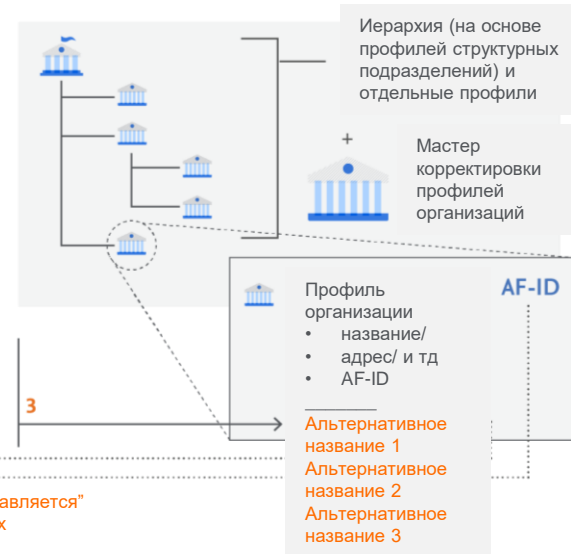 Иерархия (на основе
профилей структурных
подразделений) и
отдельные профили
+
Мастер
корректировки
профилей
организаций
Профиль
организации
• название/
• адрес/ и тд
• AF-ID
AF-ID
3
Альтернативное
название 1
Альтернативное
название 2
Альтернативное
название 3
авляется”
х